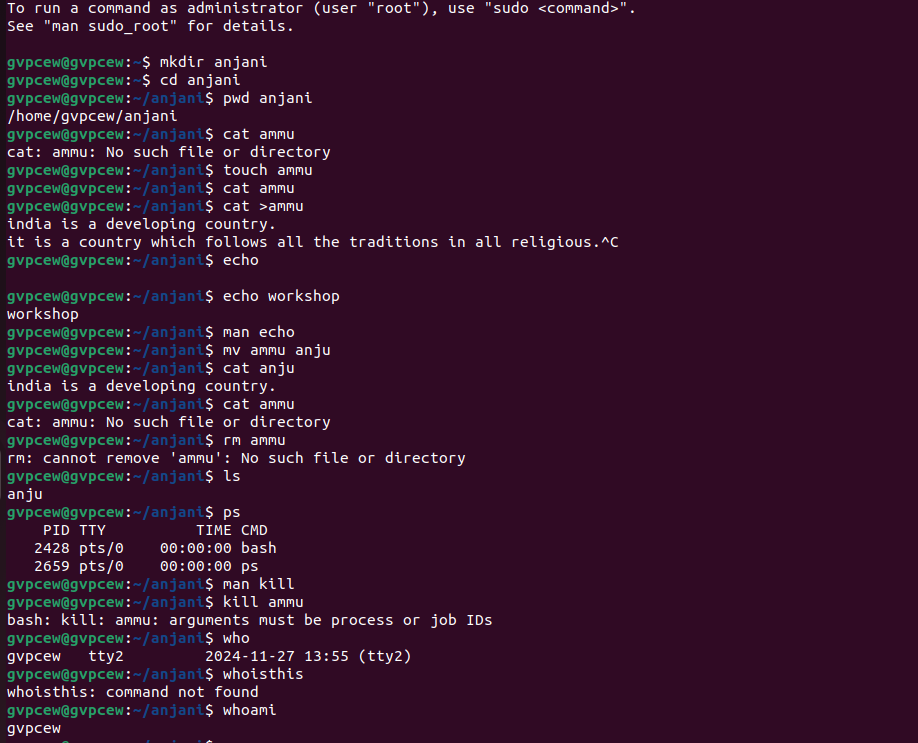 To run a command as administrator (user "root"), use "sudo <command>".
See "man sudo_root" for details.
gvpcew@gvpcew:~$ mkdir anjani
gvpcew@gvpcew:~$ cd anjani
gvpcew@gvpcew:~/anjani$ pwd anjani
/home/gvpcew/anjani
gvpcew@gvpcew:~/anjani$ cat ammu
cat: ammu: No such file or directory
gvpcew@gvpcew:~/anjani$ touch ammu
gvpcew@gvpcew:~/anjani$ cat ammu
gvpcew@gvpcew:~/anjani$ cat >ammu
india is a developing country.
it is a country which follows all the traditions in all religious.^C
gvpcew@gvpcew:~/anjani$ echo
gvpcew@gvpcew:~/anjani$ echo workshop
workshop
gvpcew@gvpcew:~/anjani$ man echo
gvpcew@gvpcew:~/anjani$ mv ammu anju
gvpcew@gvpcew:~/anjani$ cat anju
india is a developing country.
gvpcew@gvpcew:~/anjani$ cat ammu
cat: ammu: No such file or directory
gvpcew@gvpcew:~/anjani$ rm ammu
rm: cannot remove 'ammu': No such file or directory
gvpcew@gvpcew:~/anjani$ ls
anju
gvpcew@gvpcew:~/anjani$ ps
    PID TTY          TIME CMD
   2428 pts/0    00:00:00 bash
   2659 pts/0    00:00:00 ps
gvpcew@gvpcew:~/anjani$ man kill
gvpcew@gvpcew:~/anjani$ kill ammu
bash: kill: ammu: arguments must be process or job IDs
gvpcew@gvpcew:~/anjani$ who
gvpcew   tty2         2024-11-27 13:55 (tty2)
gvpcew@gvpcew:~/anjani$ whoisthis
whoisthis: command not found
gvpcew@gvpcew:~/anjani$ whoami
gvpcew